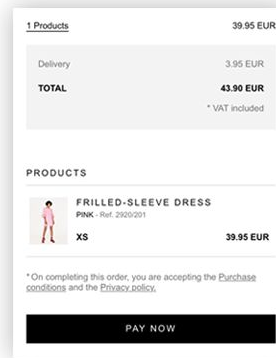 1 Products 39.95 EUR
Delivery 3.95 EUR
TOTAL 43.90 EUR
* VAT included
PRODUCTS
FRILLED-SLEEVE DRESS
PINK - Ref. 2920/201
XS 39.95 EUR
* On completing this order, you are accepting the Purchase
conditions and the Privacy policy.
PAY NOW